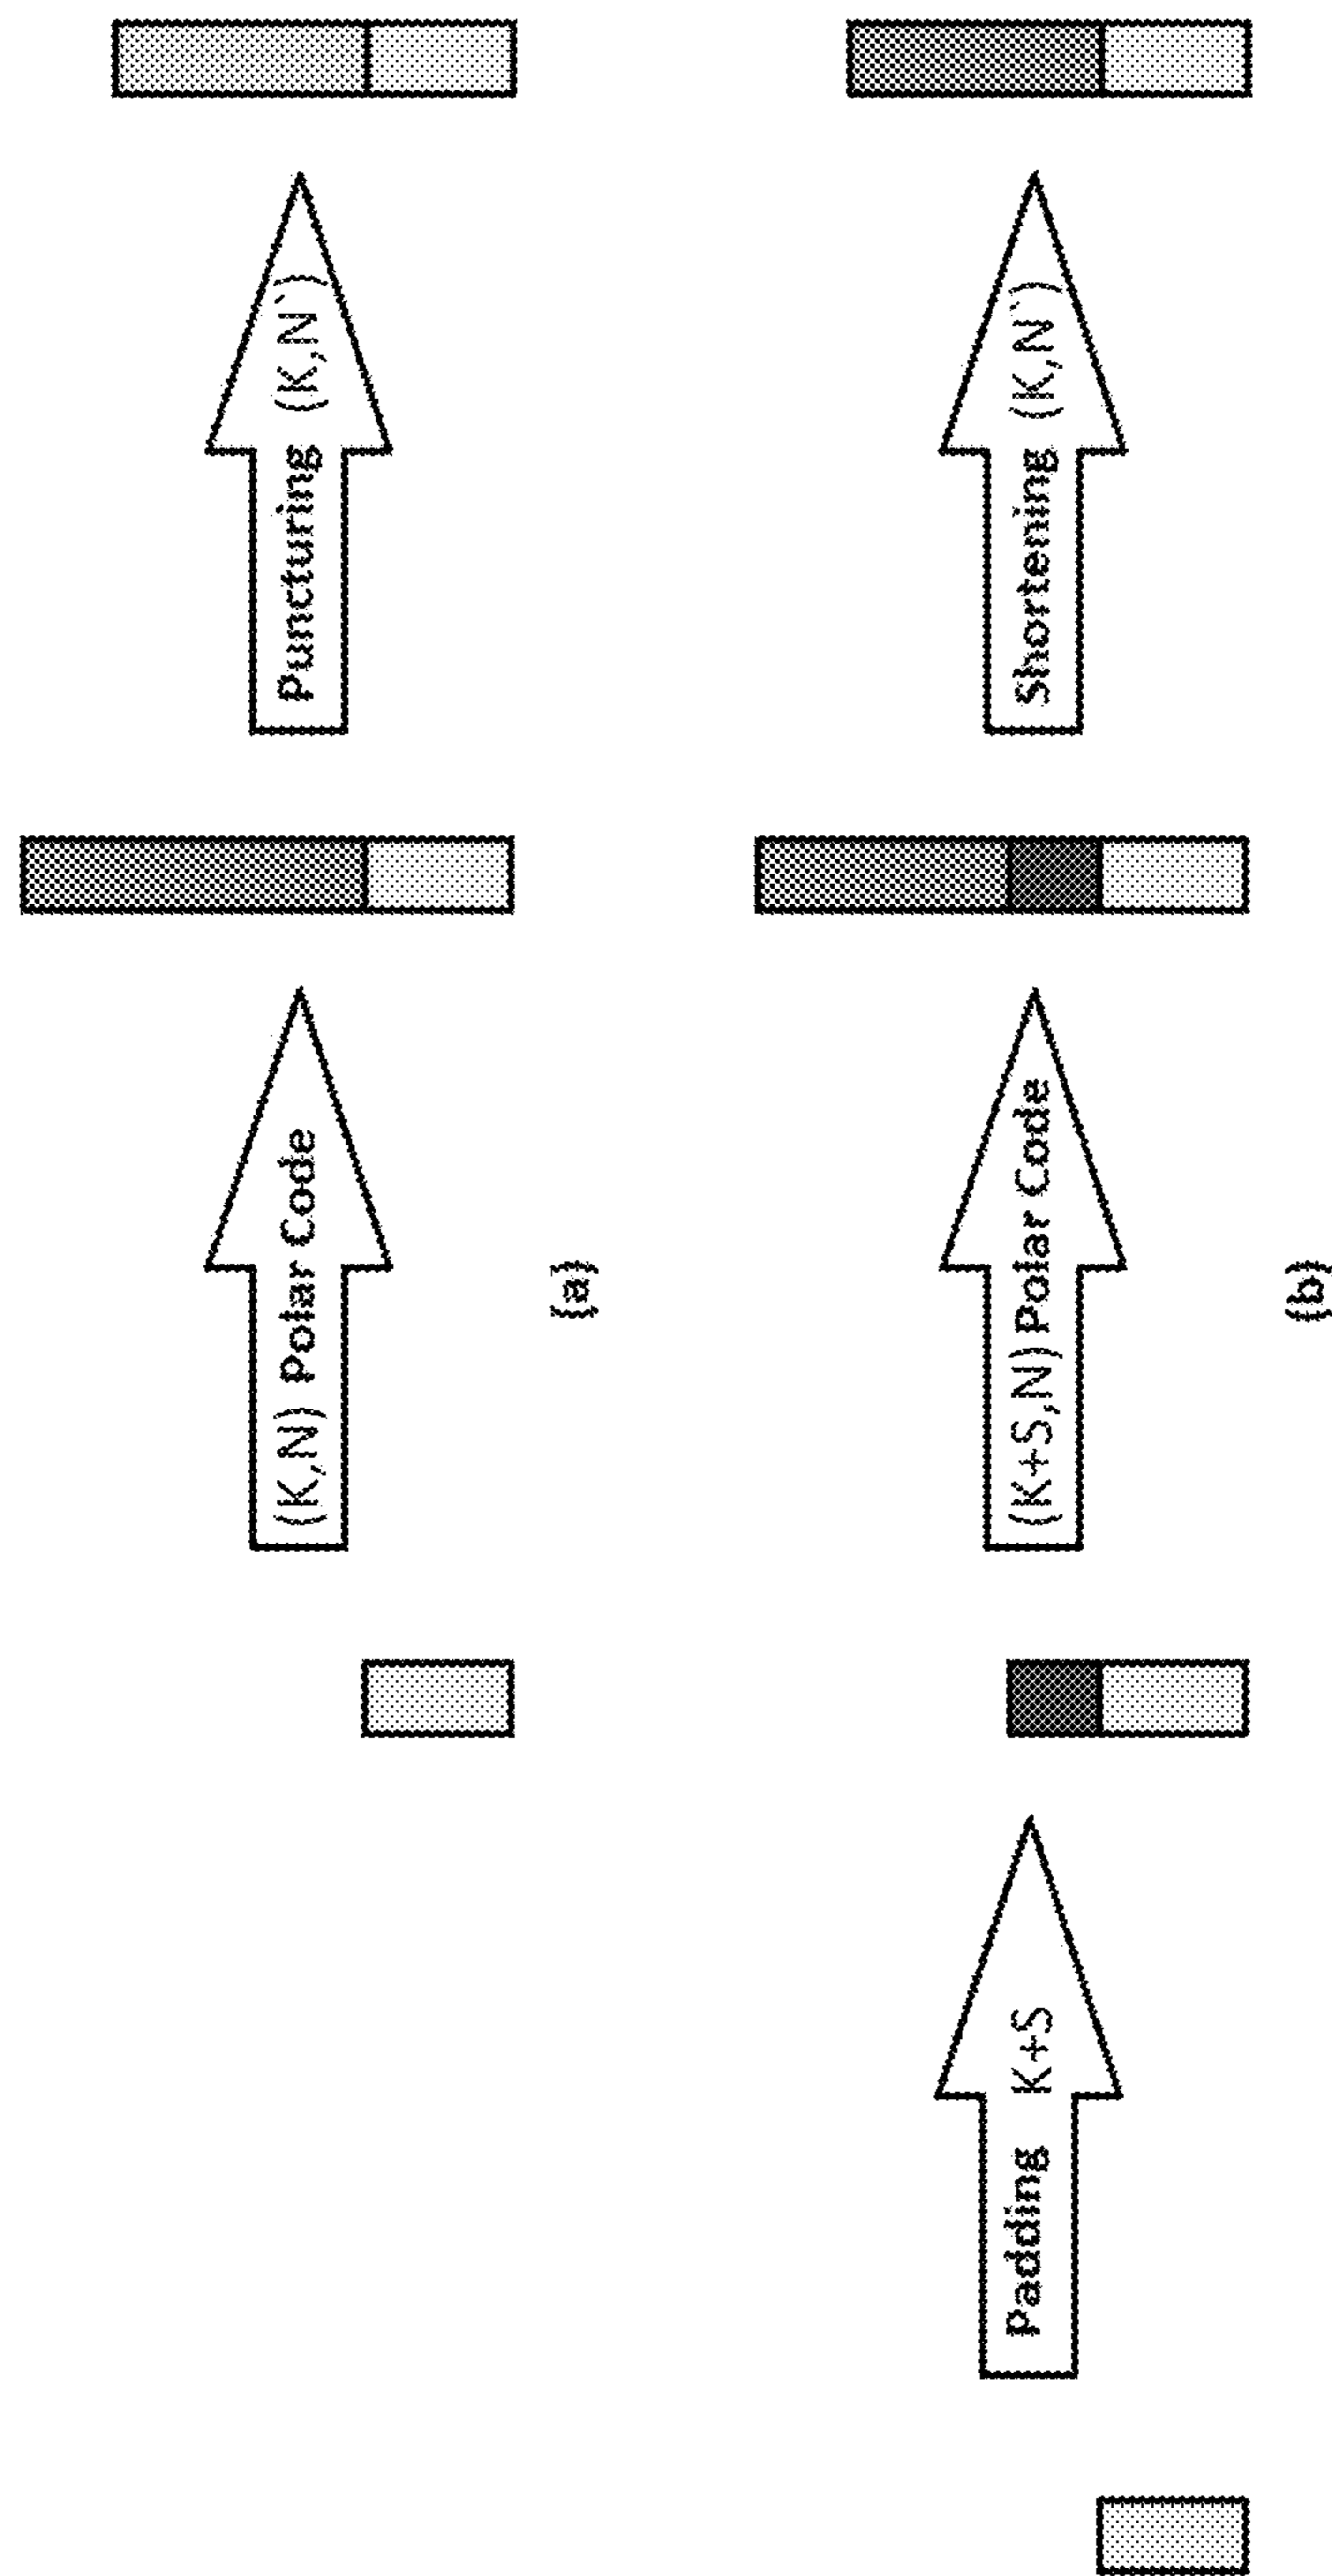 (K,N) Polar Code
Puncturing (K,N`)
(a)
Padding K+S
(K+S,N) Polar Code
Shortening (K,N`)
(b)